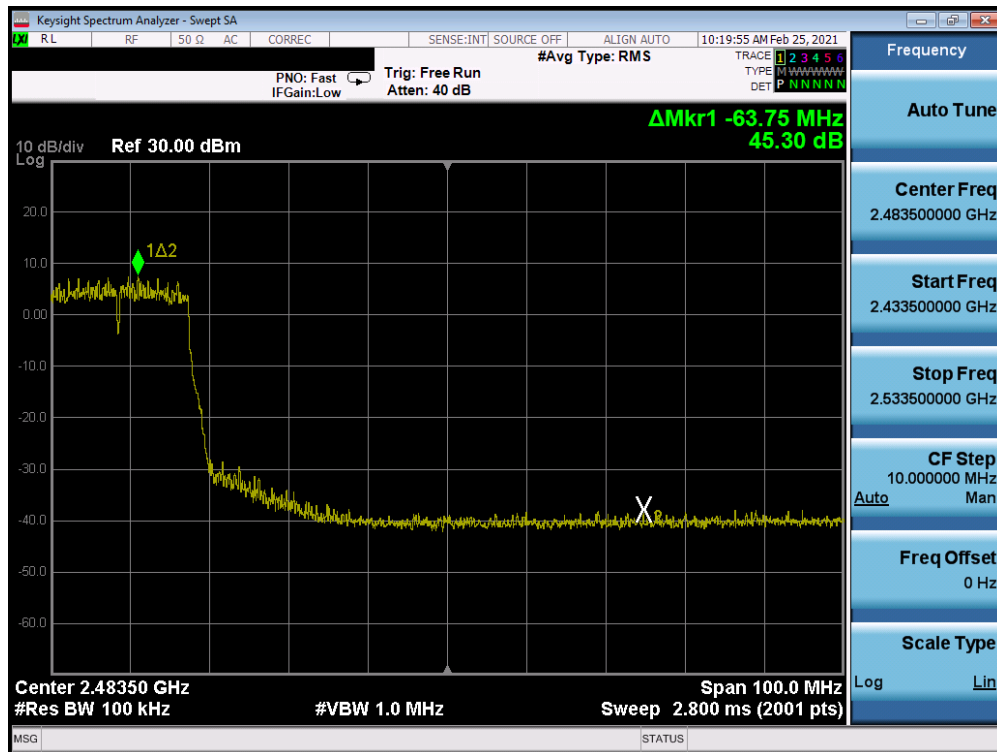 Keysight Spectrum Analyzer - Swept SA
LXI RL RF 50 Ω AC CORREC SENSE:INT SOURCE OFF ALIGN AUTO 10:19:55 AM Feb 25, 2021
#Avg Type: RMS
TRACE 1 2 3 4 5 6
TYPE M W W W W W
DET P N N N N N
PNO: Fast
IFGain:Low
Trig: Free Run
Atten: 40 dB
ΔMkr1 -63.75 MHz
45.30 dB
10 dB/div Ref 30.00 dBm
Log
20.0
1Δ2
10.0
0.00
-10.0
-20.0
-30.0
-40.0
X2
-50.0
-60.0
Center 2.48350 GHz Span 100.0 MHz
#Res BW 100 kHz #VBW 1.0 MHz Sweep 2.800 ms (2001 pts)
MSG STATUS
Frequency
Auto Tune
Center Freq
2.483500000 GHz
Start Freq
2.433500000 GHz
Stop Freq
2.533500000 GHz
CF Step
10.000000 MHz
Auto Man
Freq Offset
0 Hz
Scale Type
Log Lin